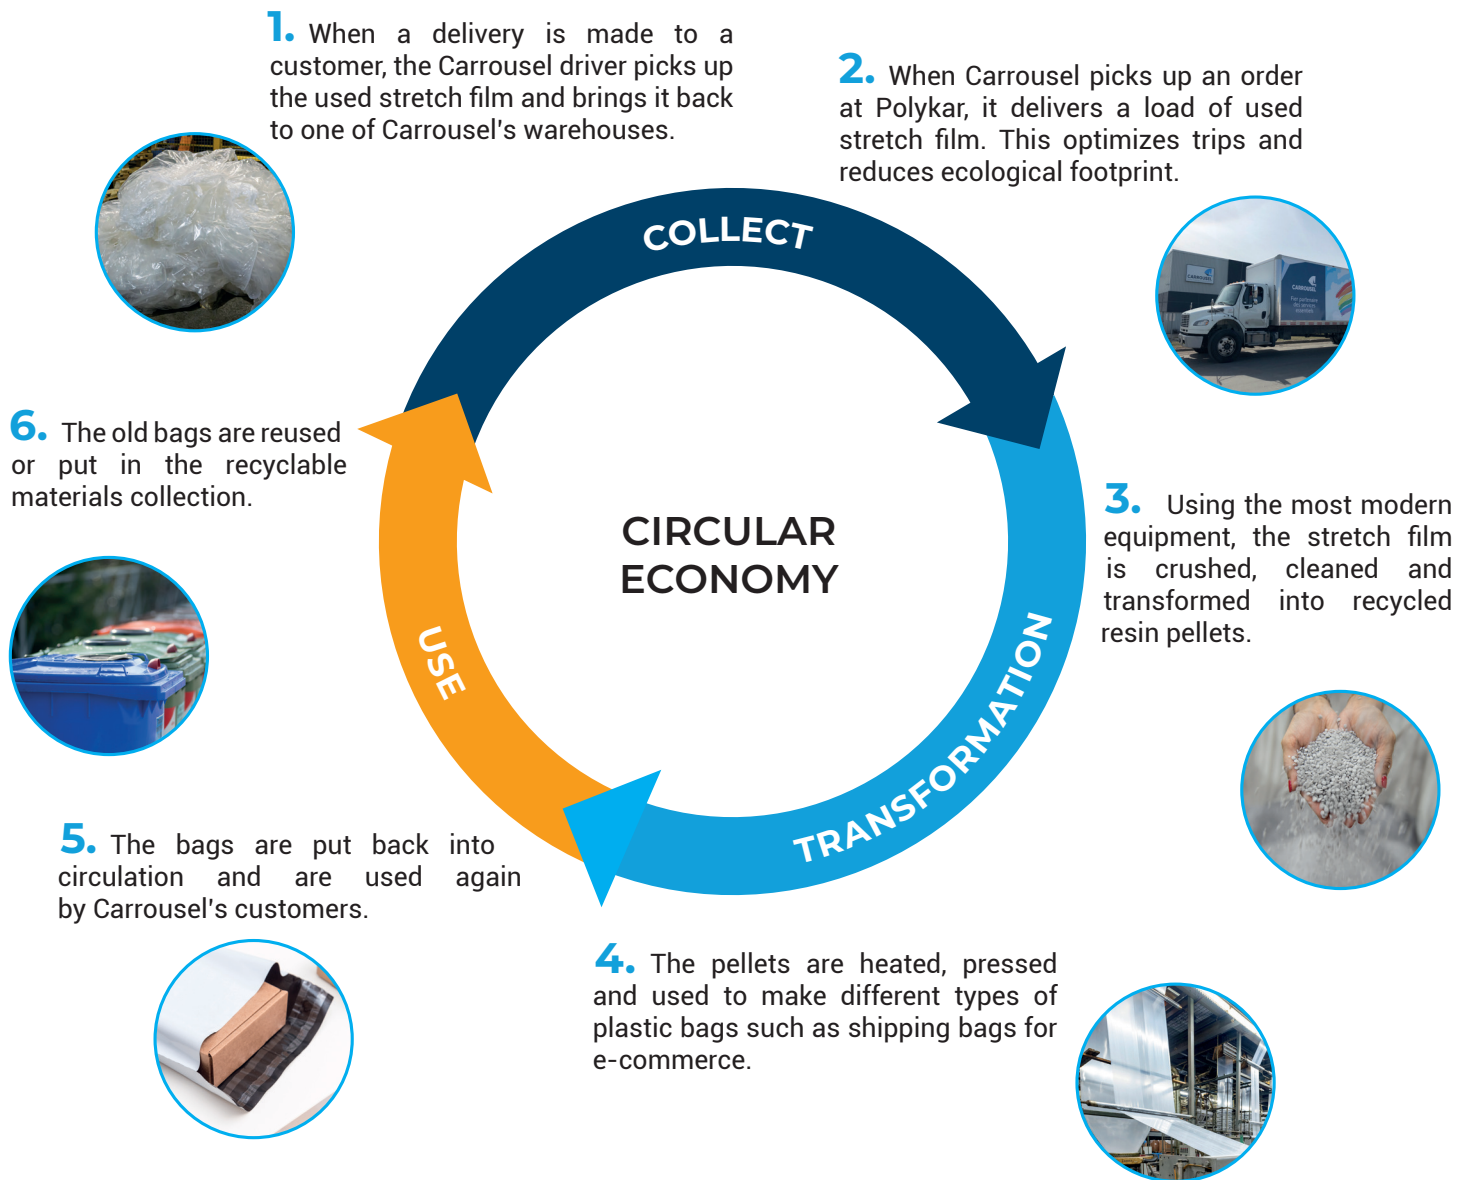 1. When a delivery is made to a
customer, the Carrousel driver picks up
the used stretch film and brings it back
to one of Carrousel's warehouses.
2. When Carrousel picks up an order
at Polykar, it delivers a load of used
stretch film. This optimizes trips and
reduces ecological footprint.
COLLECT
CARROUSEL
CARROUSEL
6. The old bags are reused
or put in the recyclable
materials collection.
3. Using the most modern
equipment, the stretch film
is crushed, cleaned and
transformed into recycled
resin pellets.
CIRCULAR
ECONOMY
USE
TRANSFORMATION
5. The bags are put back into
circulation and are used again
by Carrousel's customers.
4. The pellets are heated, pressed
and used to make different types of
plastic bags such as shipping bags for
e-commerce.